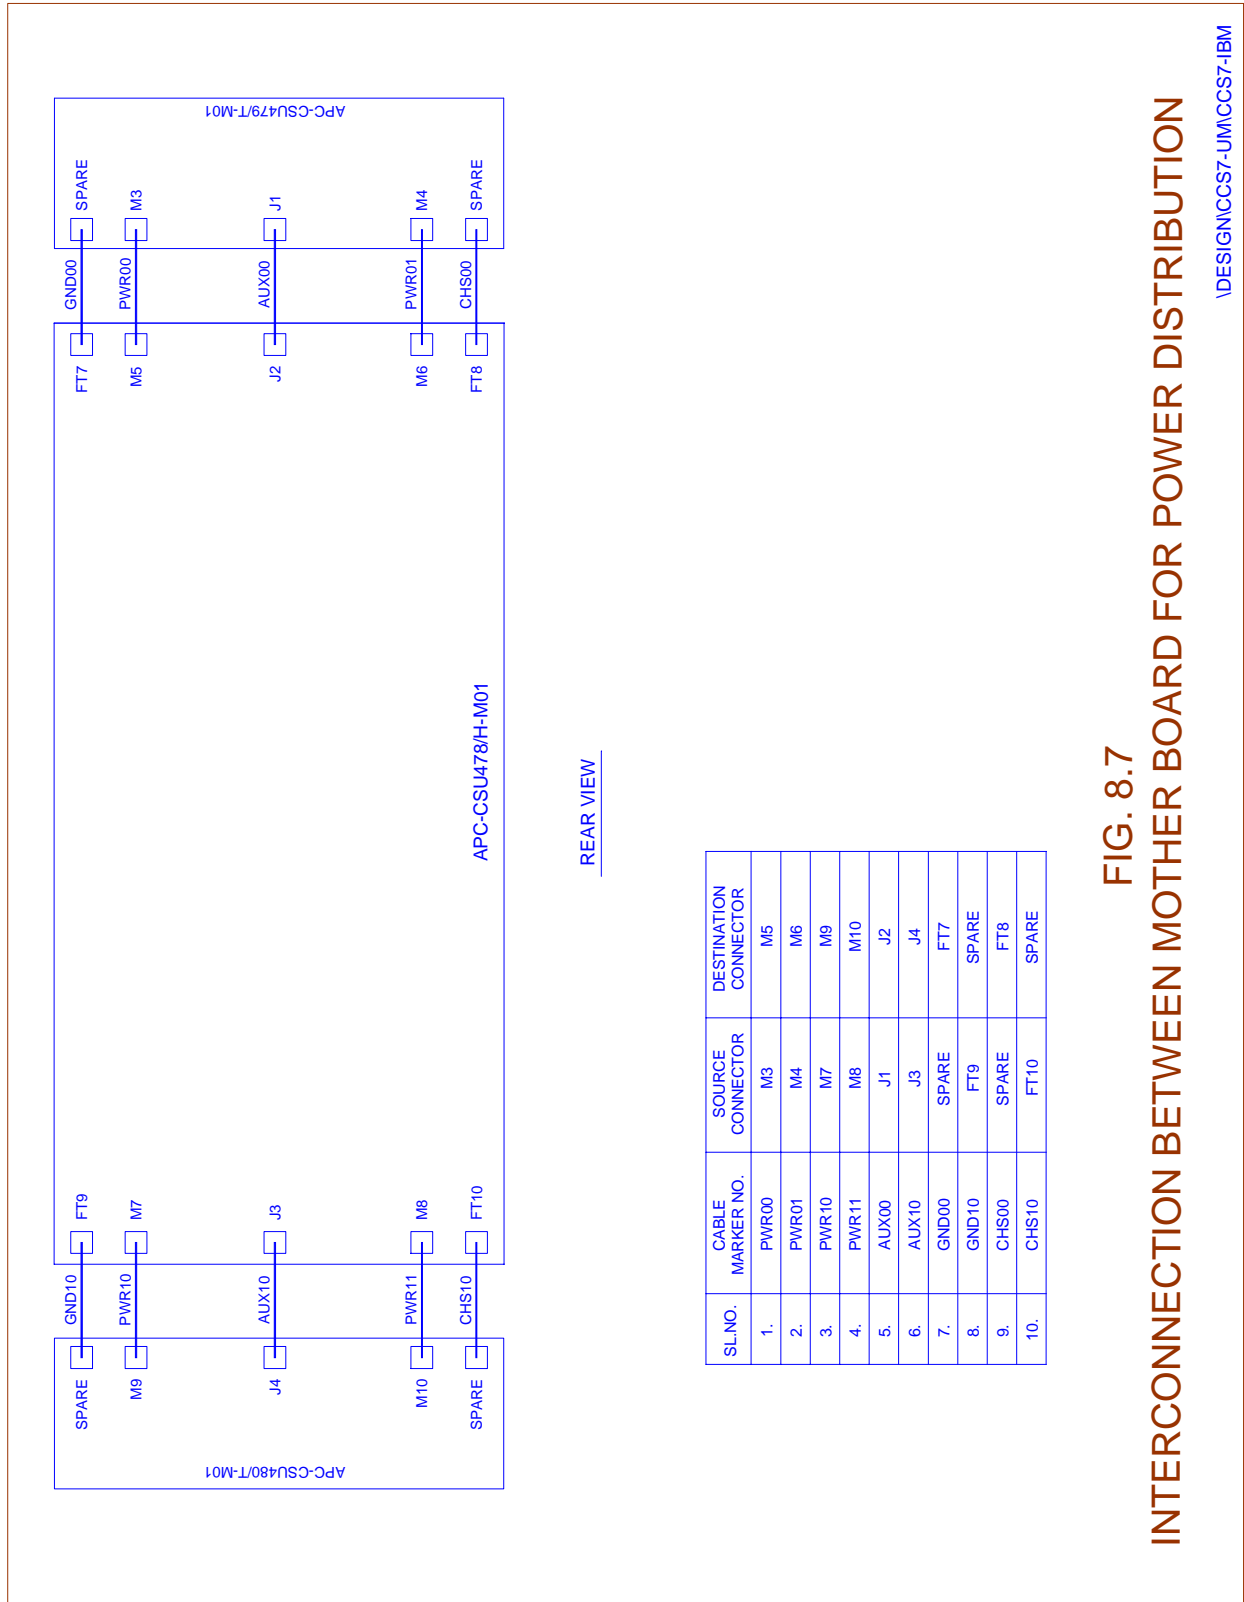 GND10
GND00
SPARE
FT9
FT7
SPARE
PWR10
PWR00
M9
M7
M5
M3
APC-CSU480/T-M01
APC-CSU479/T-M01
AUX10
AUX00
J4
J3
J2
J1
PWR11
PWR01
M10
M8
M6
M4
CHS10
CHS00
SPARE
FT10
FT8
SPARE
APC-CSU478/H-M01
REAR VIEW
SL.NO. CABLE MARKER NO. SOURCE CONNECTOR DESTINATION CONNECTOR
1. PWR00 M3 M5
2. PWR01 M4 M6
3. PWR10 M7 M9
4. PWR11 M8 M10
5. AUX00 J1 J2
6. AUX10 J3 J4
7. GND00 SPARE FT7
8. GND10 FT9 SPARE
9. CHS00 SPARE FT8
10. CHS10 FT10 SPARE
FIG. 8.7
INTERCONNECTION BETWEEN MOTHER BOARD FOR POWER DISTRIBUTION
\DESIGN\CCS7-UM\CCS7-IBM